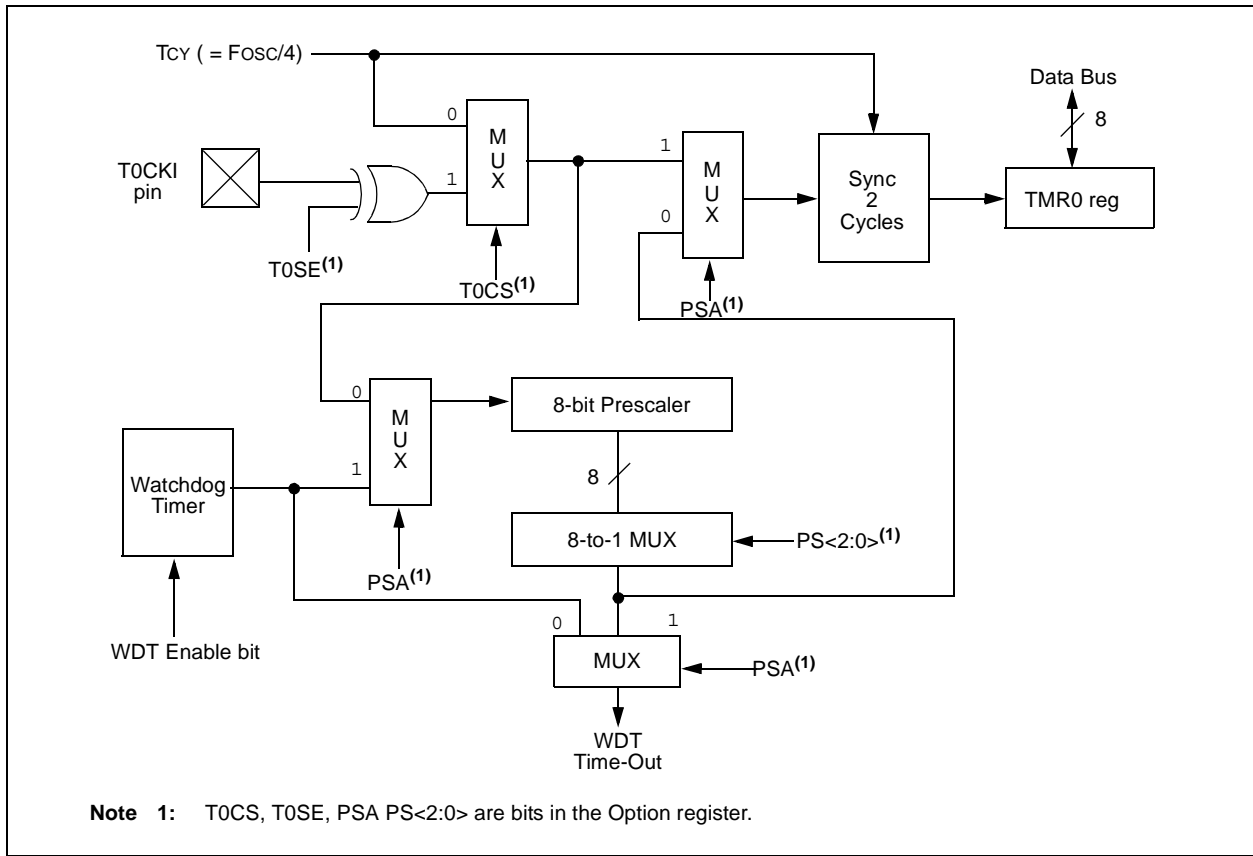 TCY ( = FOSC/4)
Data Bus
8
0
M
U
X
1
T0CKI
pin
T0SE(1)
T0CS(1)
1
M
U
X
0
PSA(1)
Sync
2
Cycles
TMR0 reg
0
M
U
X
1
8-bit Prescaler
8
Watchdog
Timer
8-to-1 MUX
PS<2:0>(1)
PSA(1)
WDT Enable bit
0
1
MUX
PSA(1)
WDT
Time-Out
Note 1: T0CS, T0SE, PSA PS<2:0> are bits in the Option register.